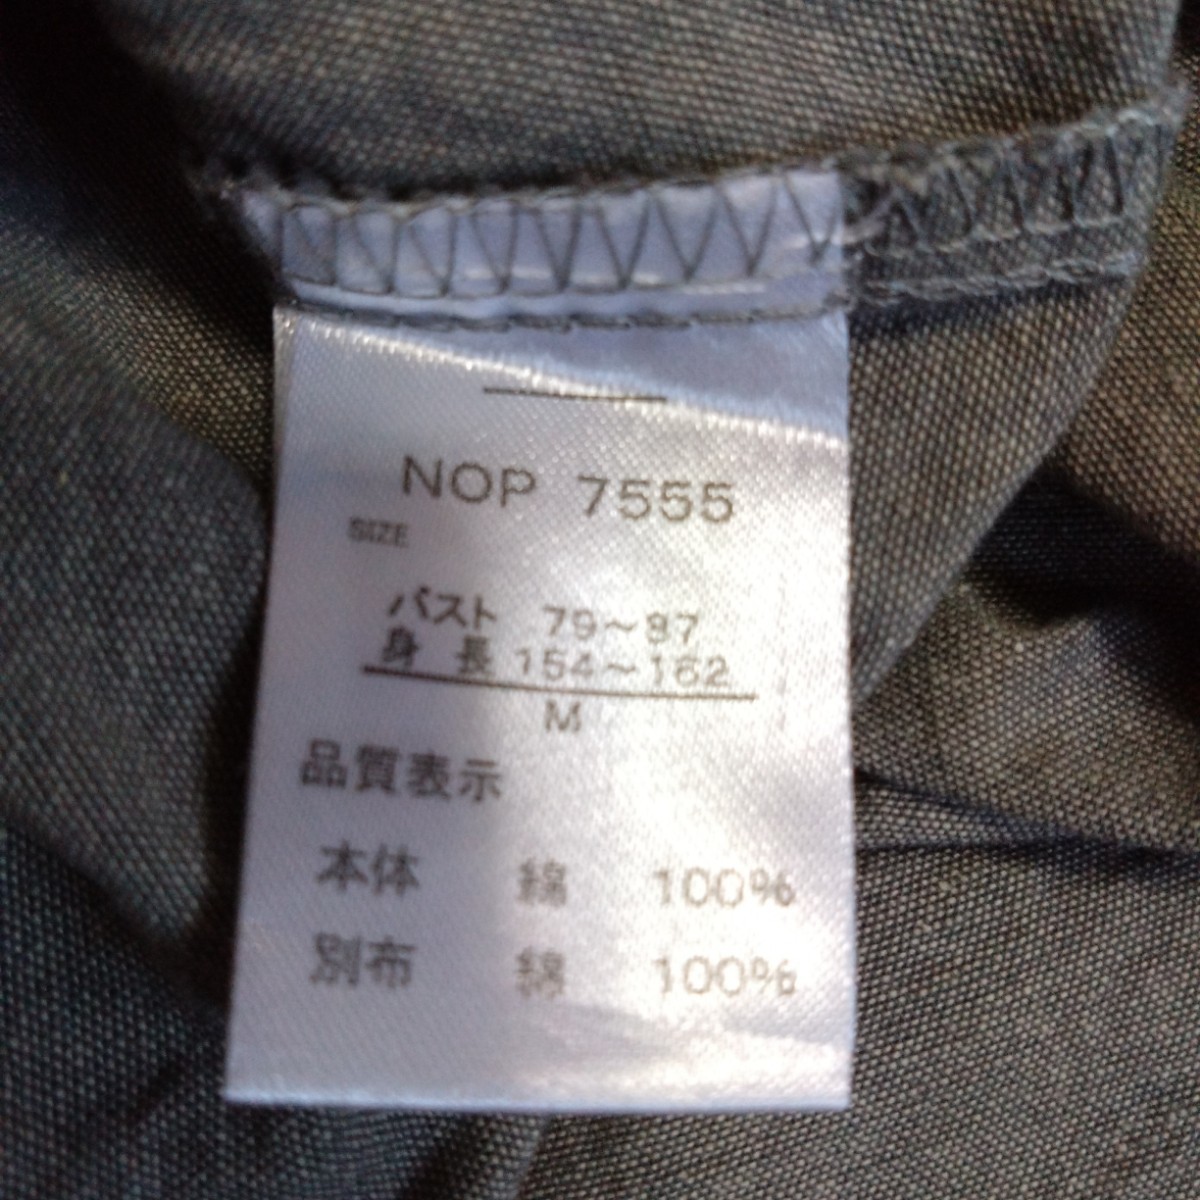 NOP 7555
SIZE
バスト 79～87
身 長 154～162
M
品質表示
本体 綿 100%
別布 綿 100%